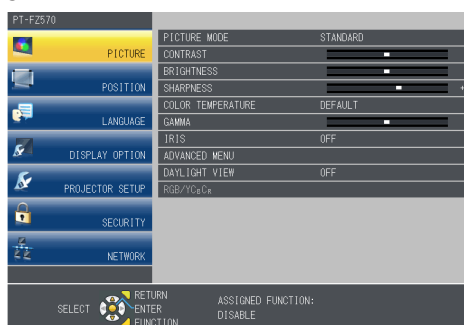 PT-FZ570
PICTURE
POSITION
LANGUAGE
DISPLAY OPTION
PROJECTOR SETUP
SECURITY
NETWORK
PICTURE MODE STANDARD
CONTRAST
BRIGHTNESS
SHARPNESS +
COLOR TEMPERATURE DEFAULT
GAMMA
IRIS OFF
ADVANCED MENU
DAYLIGHT VIEW OFF
RGB/YCBCR
SELECT
RETURN
ENTER
FUNCTION
ASSIGNED FUNCTION:
DISABLE